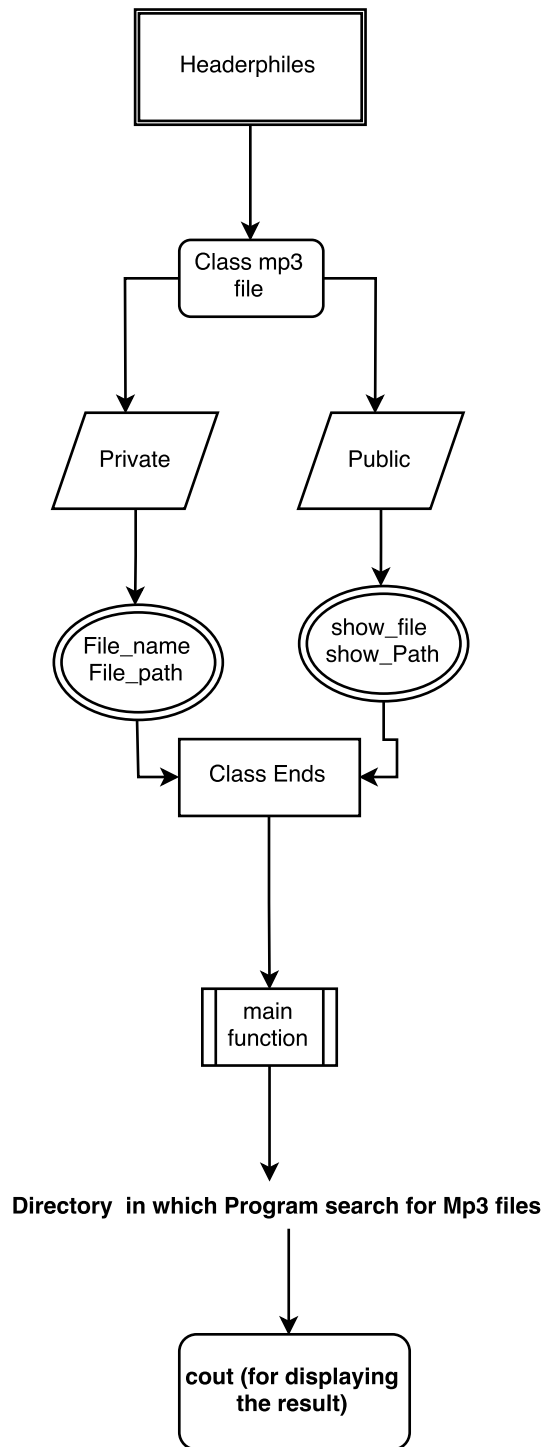 Headerphiles
Class mp3
file
Private
Public
File_name
File_path
show_file
show_Path
Class Ends
main
function
Directory  in which Program search for Mp3 files
cout (for displaying
the result)